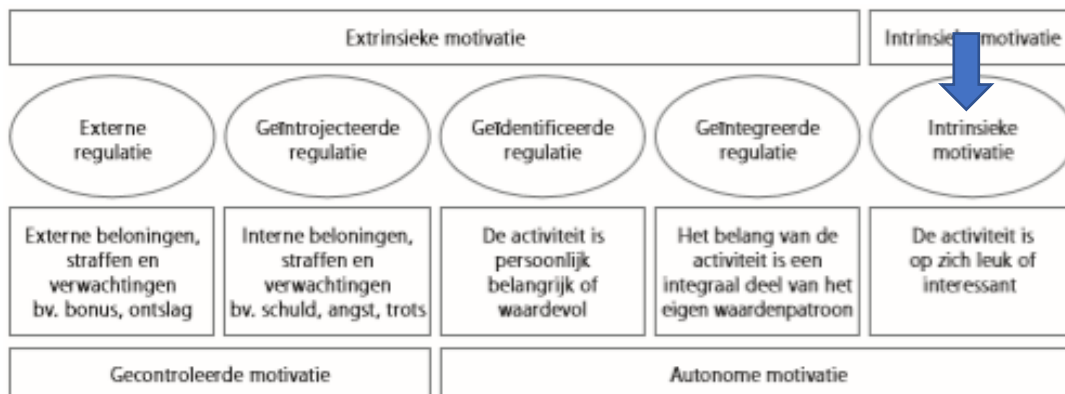 Extrinsieke motivatie
Intrinsieke motivatie
Externe
regulatie
Geïntrojecteerde
regulatie
Geïdentificeerde
regulatie
Geïntegreerde
regulatie
Intrinsieke
motivatie
Externe beloningen,
straffen en
verwachtingen
bv. bonus, ontslag
Interne beloningen,
straffen en
verwachtingen
bv. schuld, angst, trots
De activiteit is
persoonlijk
belangrijk of
waardevol
Het belang van de
activiteit is een
integraal deel van het
eigen waardenpatroon
De activiteit is
op zich leuk of
interessant
Gecontroleerde motivatie
Autonome motivatie